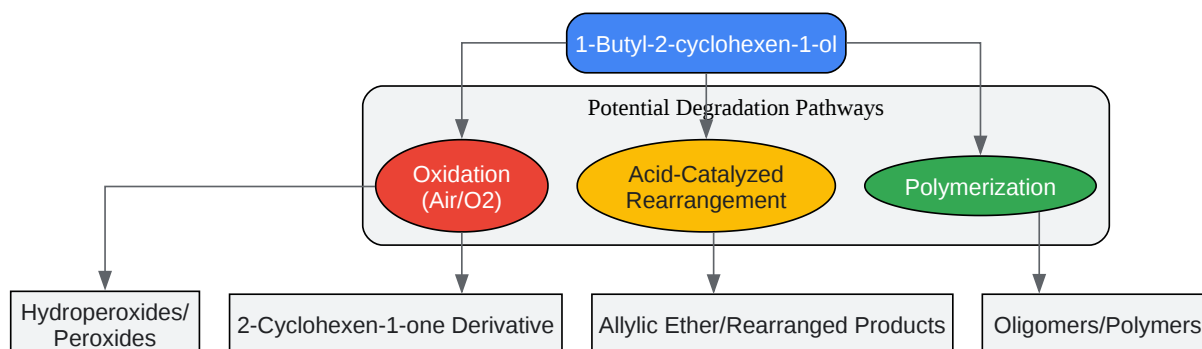 1-Butyl-2-cyclohexen-1-ol
Potential Degradation Pathways
Oxidation
(Air/O2)
Acid-Catalyzed
Rearrangement
Polymerization
Hydroperoxides/
Peroxides
2-Cyclohexen-1-one Derivative
Allylic Ether/Rearranged Products
Oligomers/Polymers